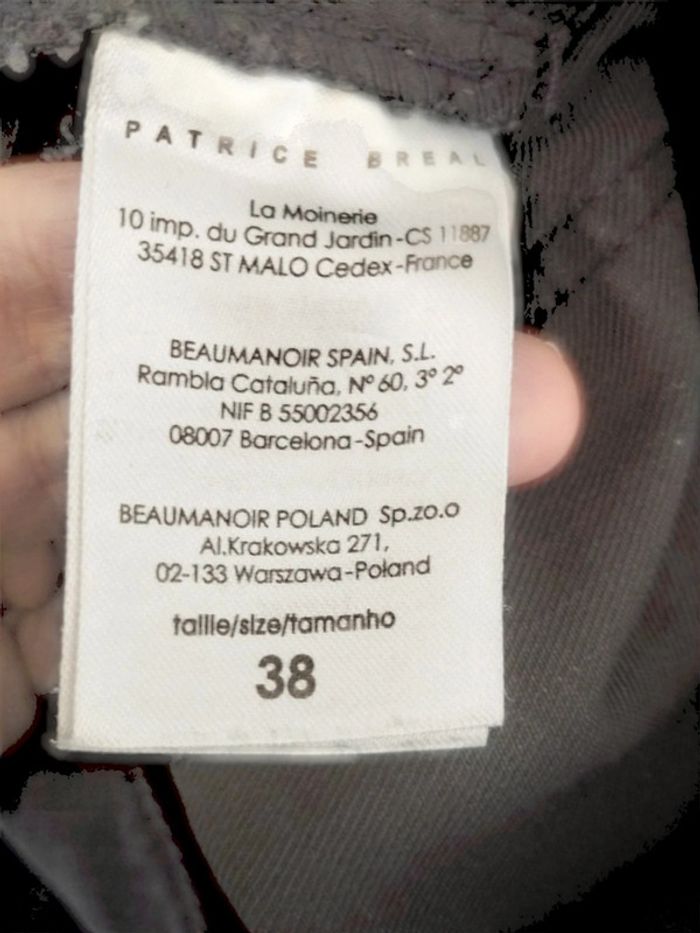 PATRICE BREAL
La Moinerie
10 imp. du Grand Jardin-CS 11887
35418 ST MALO Cedex-France
BEAUMANOIR SPAIN, S.L.
Rambla Cataluña, Nº 60, 3º 2º
NIF B 55002356
08007 Barcelona-Spain
BEAUMANOIR POLAND Sp.zo.o
Al.Krakowska 271,
02-133 Warszawa-Poland
taille/size/tamanho
38